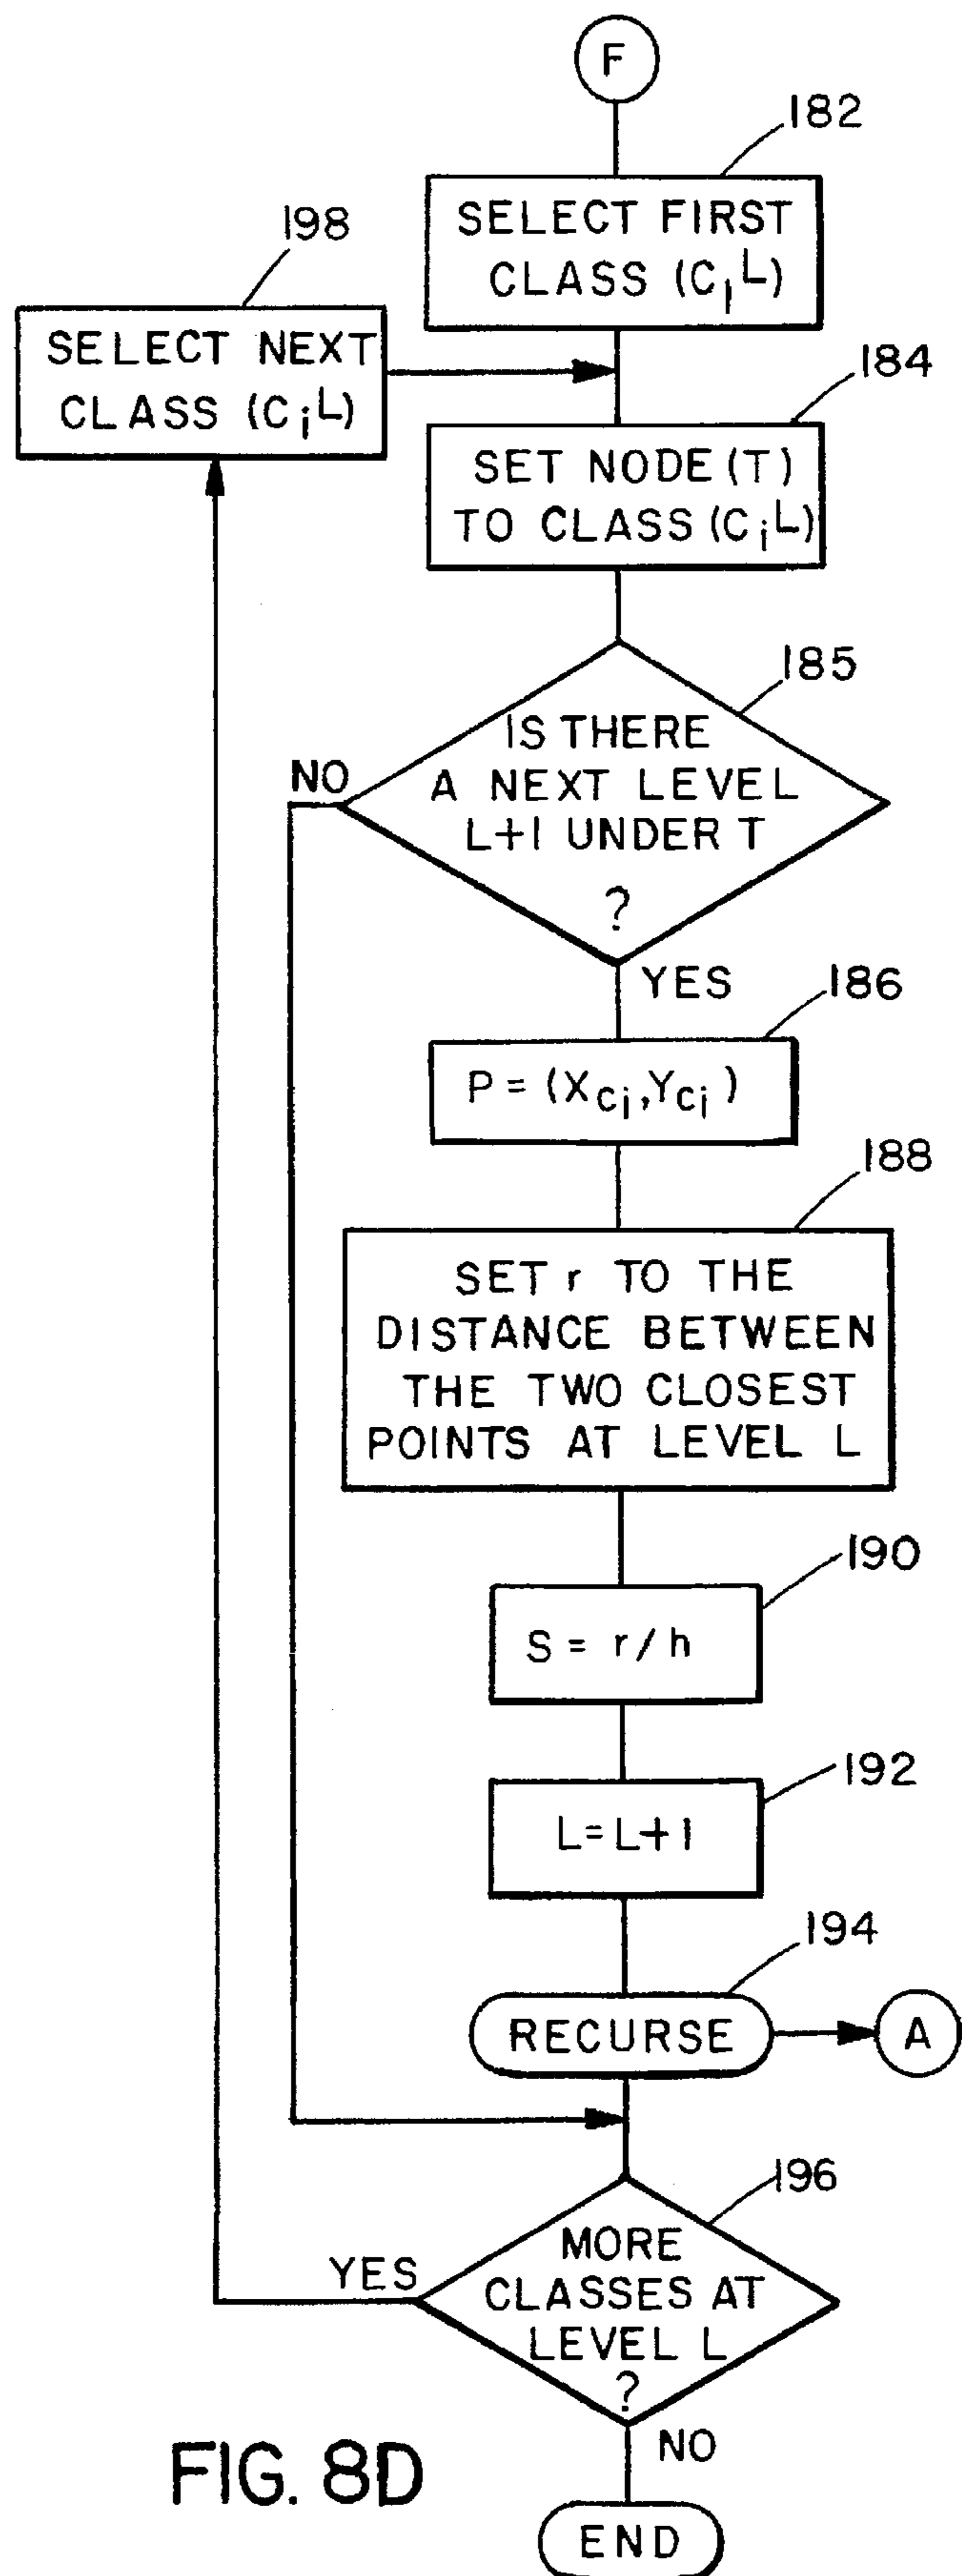 F
182
SELECT FIRST
CLASS (C₁ᴸ)
198
SELECT NEXT
CLASS (Cᵢᴸ)
184
SET NODE (T)
TO CLASS (Cᵢᴸ)
185
IS THERE
A NEXT LEVEL
L+1 UNDER T
?
NO
YES
186
P = (X_Cᵢ, Y_Cᵢ)
188
SET r TO THE
DISTANCE BETWEEN
THE TWO CLOSEST
POINTS AT LEVEL L
190
S = r/h
192
L=L+1
194
RECURSE
A
196
MORE
CLASSES AT
LEVEL L
?
YES
NO
END
FIG. 8D